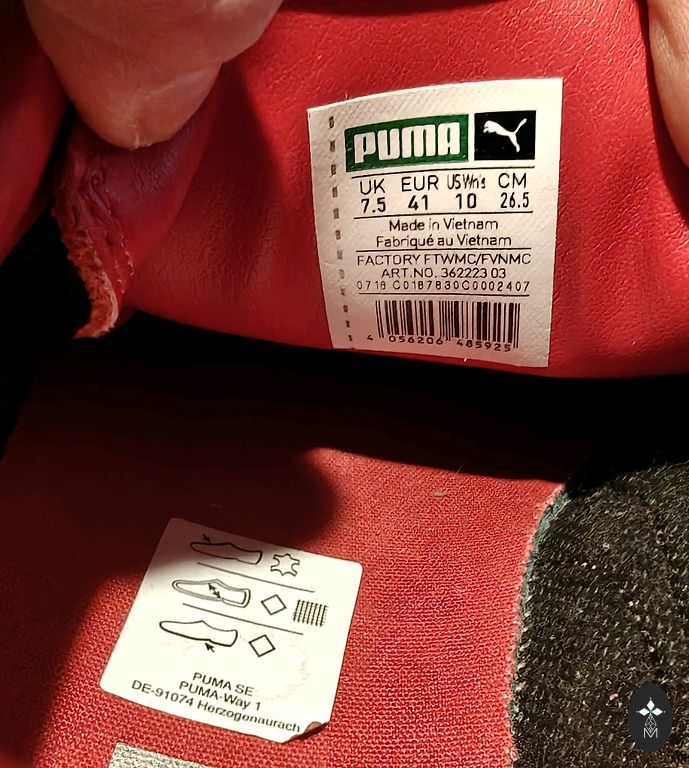 PUMA
UK EUR US Wn's CM
7.5 41 10 26.5
Made in Vietnam
Fabriqué au Vietnam
FACTORY FTWMC/FVNMC
ART.NO. 362223 03
0716 C0187830C0002407
4 056206 485925
PUMA SE
PUMA-Way 1
DE-91074 Herzogenaurach
M